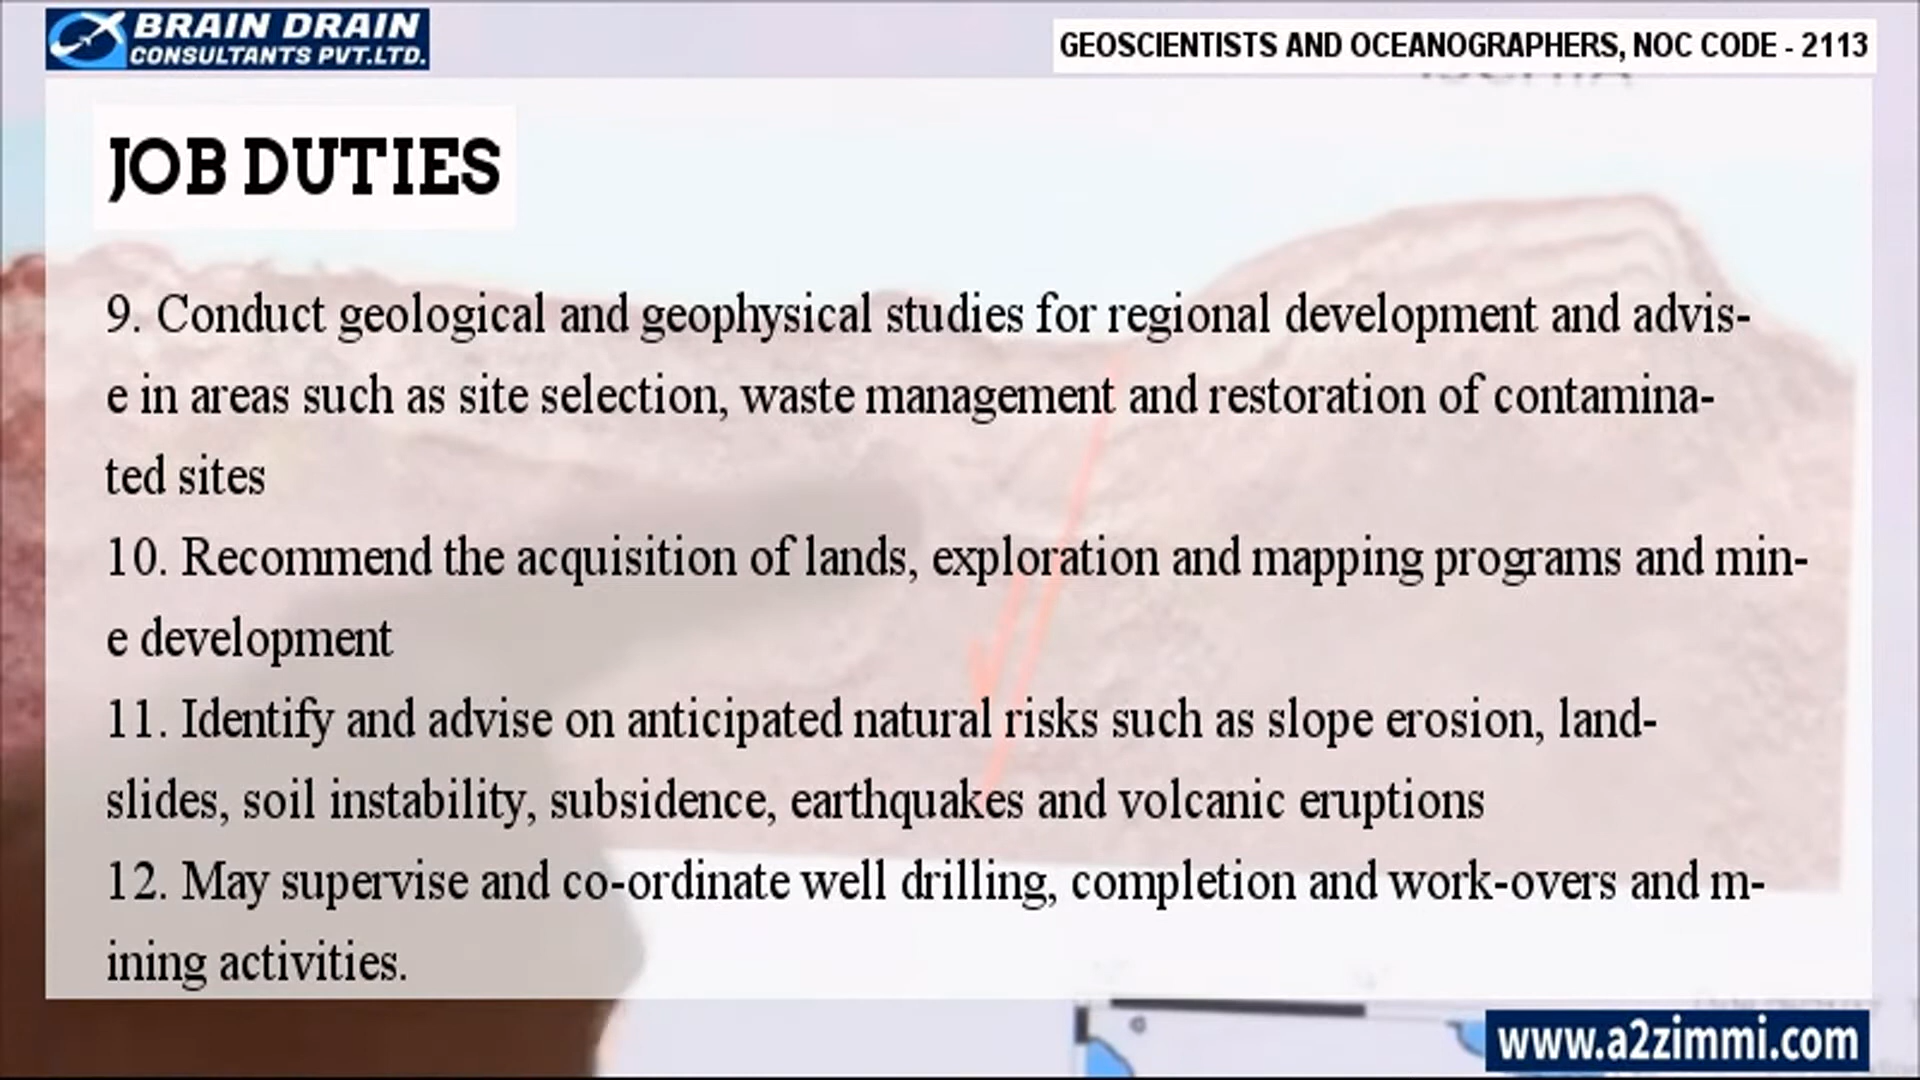 BRAIN DRAIN
CONSULTANTS PVT.LTD.
GEOSCIENTISTS AND OCEANOGRAPHERS, NOC CODE - 2113
JOB DUTIES
9. Conduct geological and geophysical studies for regional development and advis-
e in areas such as site selection, waste management and restoration of contamina-
ted sites
10. Recommend the acquisition of lands, exploration and mapping programs and min-
e development
11. Identify and advise on anticipated natural risks such as slope erosion, land-
slides, soil instability, subsidence, earthquakes and volcanic eruptions
12. May supervise and co-ordinate well drilling, completion and work-overs and m-
ining activities.
www.a2zimmi.com